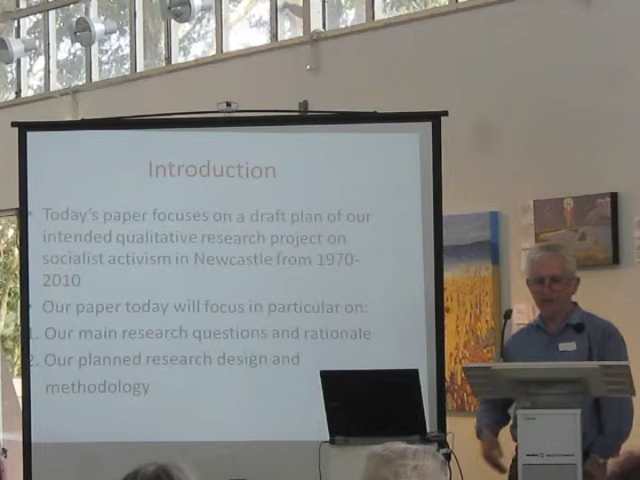 Introduction
Today's paper focuses on a draft plan of our
intended qualitative research project on
socialist activism in Newcastle from 1970-
2010
Our paper today will focus in particular on:
1. Our main research questions and rationale
2. Our planned research design and
methodology